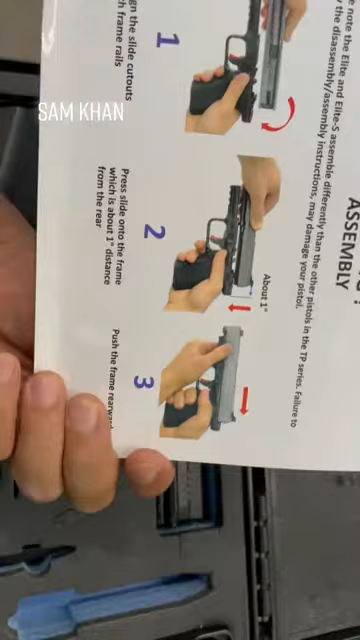 SAM KHAN
ASSEMBLY
note the Elite and Elite-S assemble differently than the other pistols in the TP series. Failure to
the disassembly/assembly instructions, may damage your pistol.
1
the slide cutouts
frame rails
2
Press slide onto the frame
which is about 1" distance
from the rear
About 1"
3
Push the frame rearward